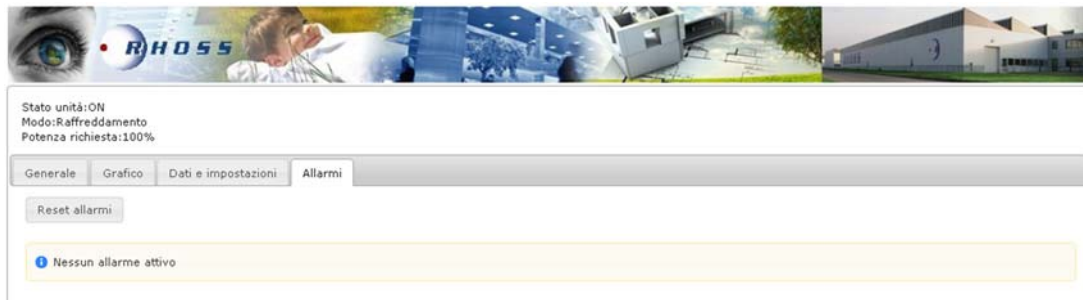 RHOSS
Stato unità:ON
Modo:Raffreddamento
Potenza richiesta:100%
Generale Grafico Dati e impostazioni Allarmi
Reset allarmi
Nessun allarme attivo